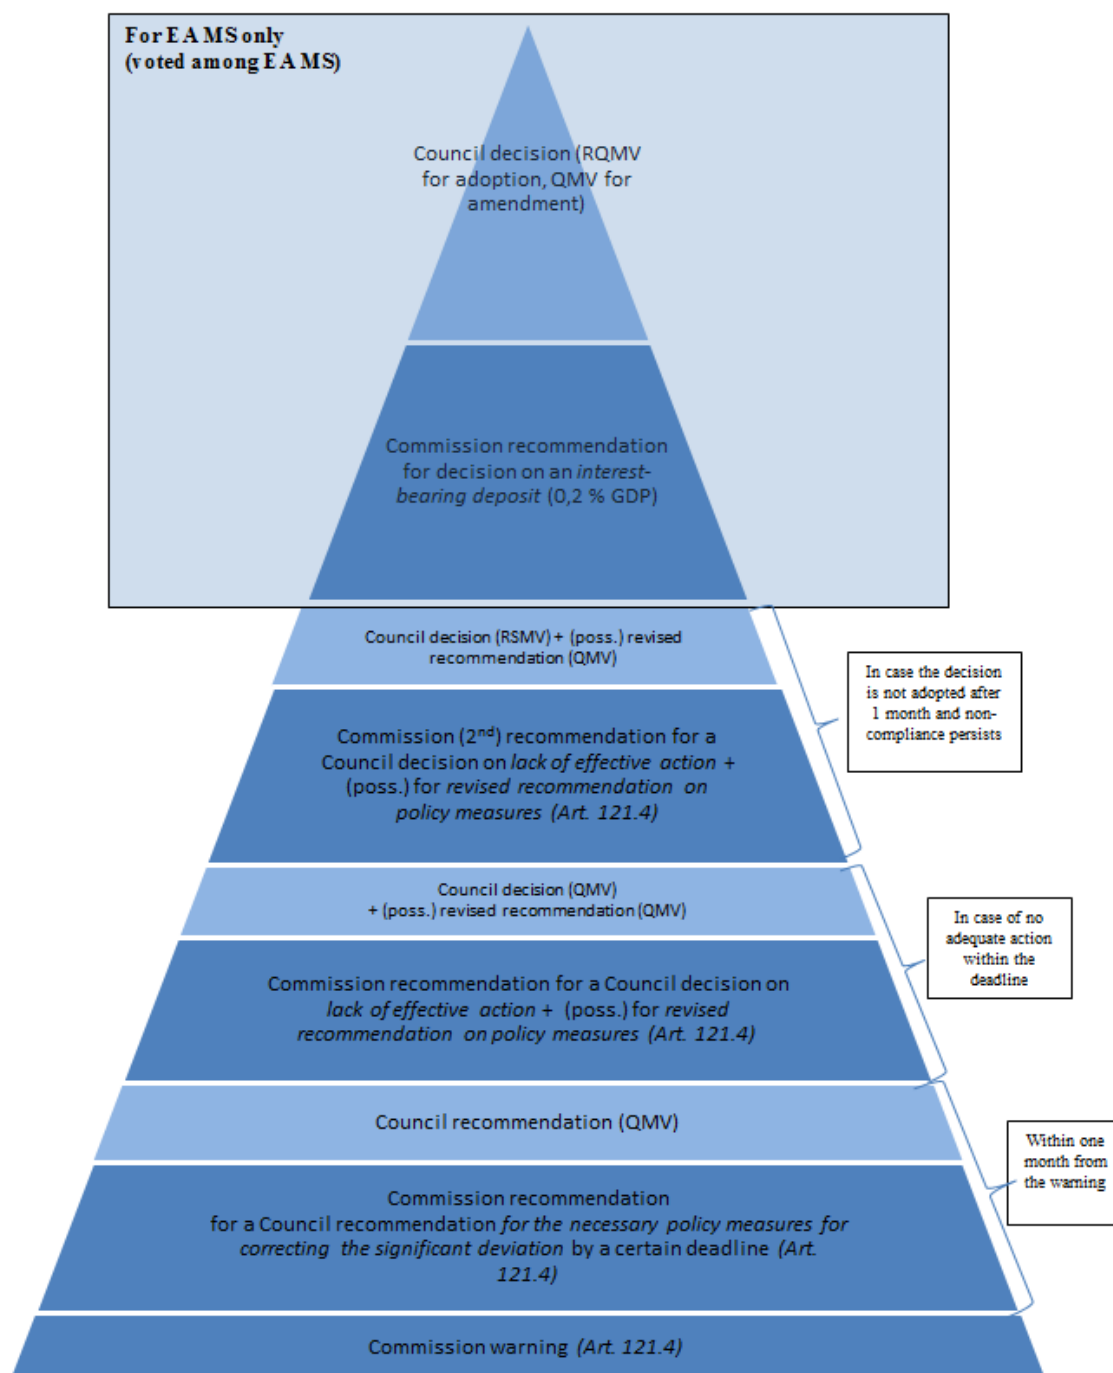 For EA MS only
(voted among EA MS)
Council decision (RQMV
for adoption, QMV for
amendment)
Commission recommendation
for decision on an interest-
bearing deposit (0,2 % GDP)
Council decision (RSMV) + (poss.) revised
recommendation (QMV)
In case the decision
is not adopted after
1 month and non-
compliance persists
Commission (2nd) recommendation for a
Council decision on lack of effective action +
(poss.) for revised recommendation on
policy measures (Art. 121.4)
Council decision (QMV)
+ (poss.) revised recommendation (QMV)
In case of no
adequate action
within the
deadline
Commission recommendation for a Council decision on
lack of effective action + (poss.) for revised
recommendation on policy measures (Art. 121.4)
Council recommendation (QMV)
Within one
month from
the warning
Commission recommendation
for a Council recommendation for the necessary policy measures for
correcting the significant deviation by a certain deadline (Art.
121.4)
Commission warning (Art. 121.4)